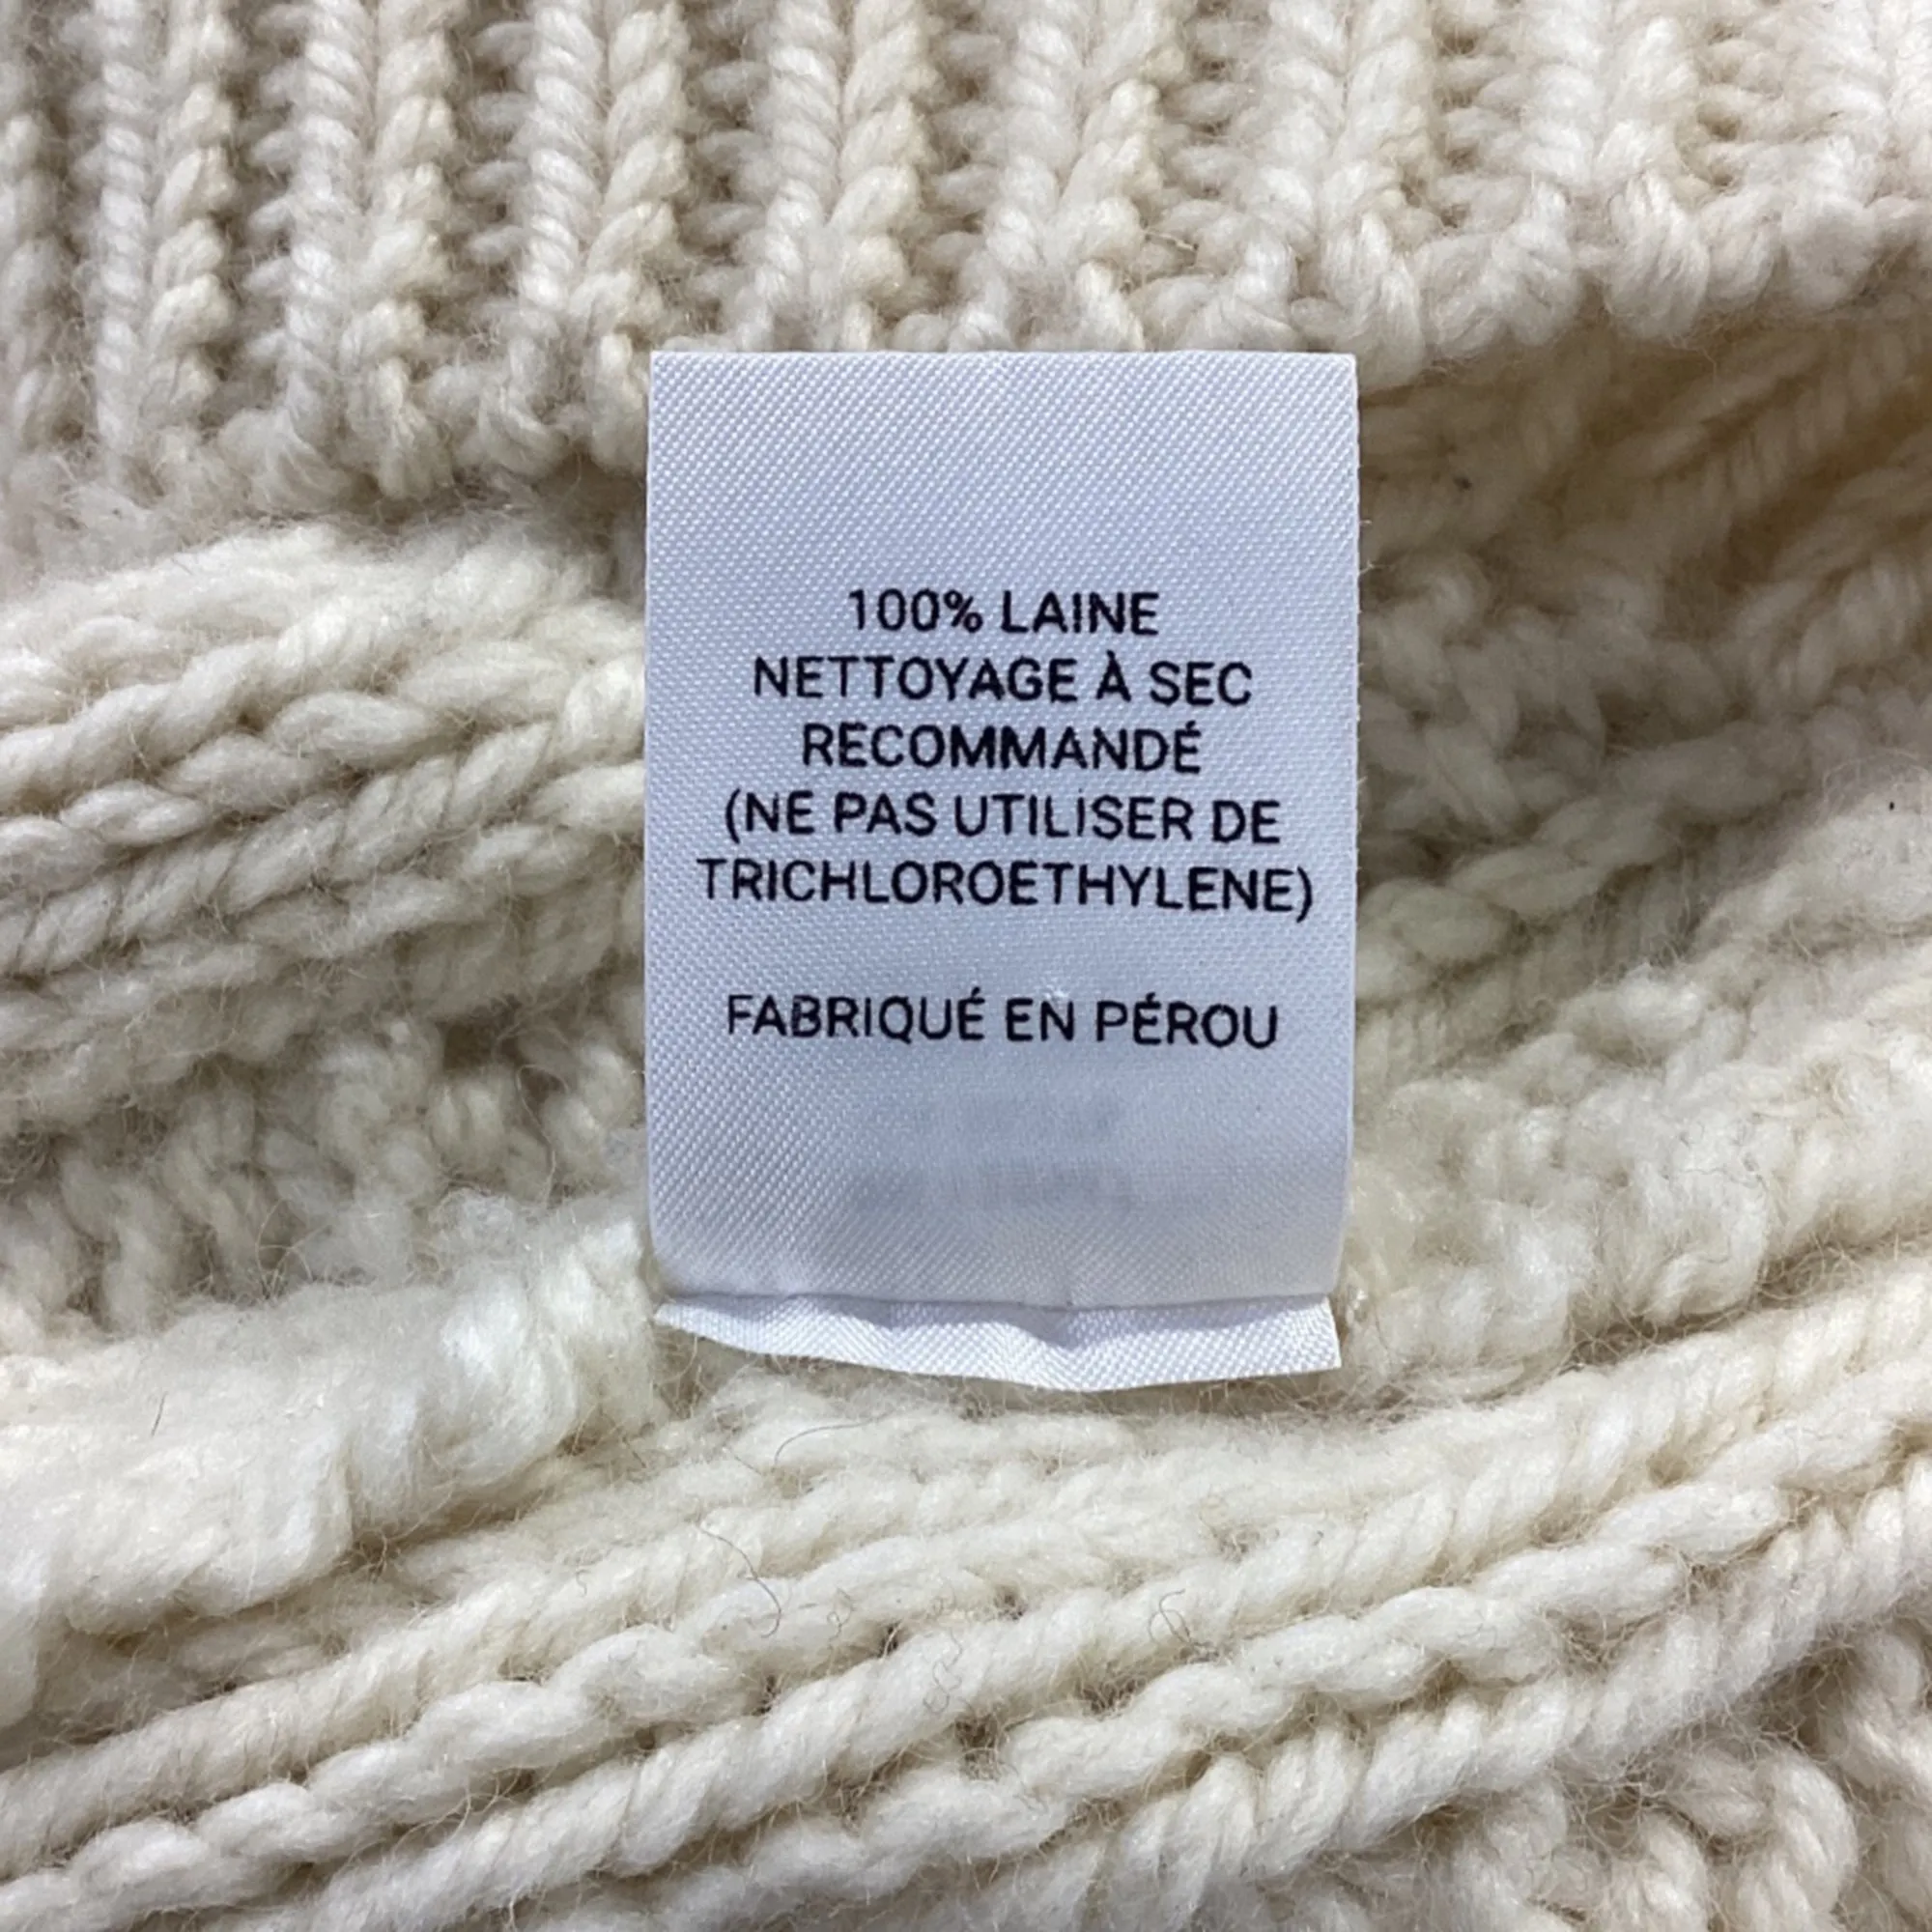 100% LAINE
NETTOYAGE À SEC
RECOMMANDÉ
(NE PAS UTILISER DE
TRICHLOROETHYLENE)
FABRIQUÉ EN PÉROU